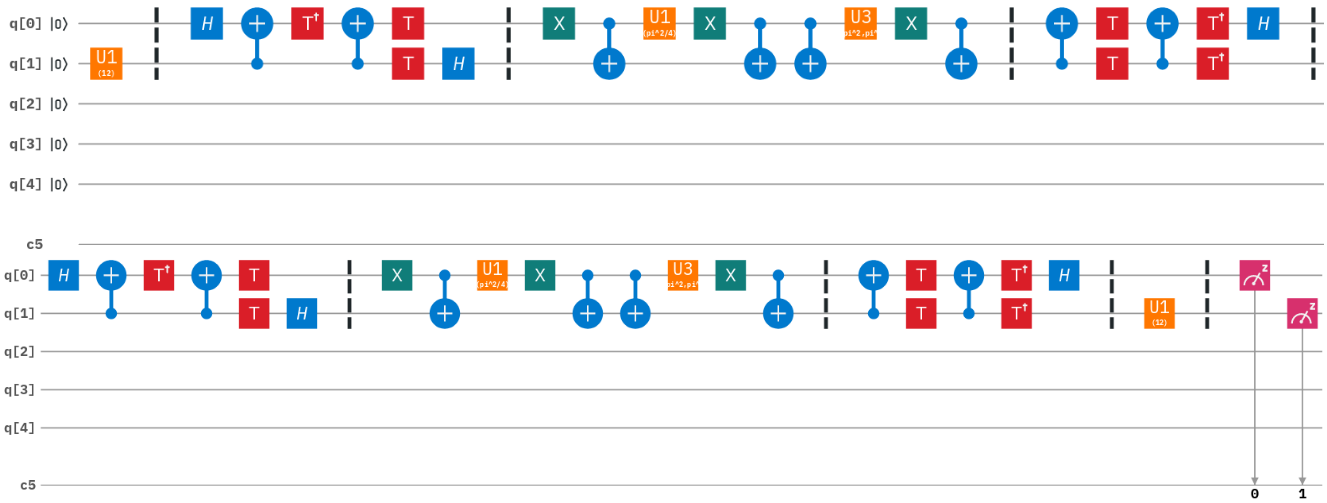 q[0] |0⟩ H + T† + T X U1 (pi^2/4) X U3 pi^2,pi^ X + T + T† H
q[1] |0⟩ U1 (12) T H + + + + T T†
q[2] |0⟩
q[3] |0⟩
q[4] |0⟩
c5
q[0] H + T† + T X U1 (pi^2/4) X U3 pi^2,pi^ X + T + T† H z
q[1] T H + + + + T T† U1 (12) z
q[2]
q[3]
q[4]
c5
0 1